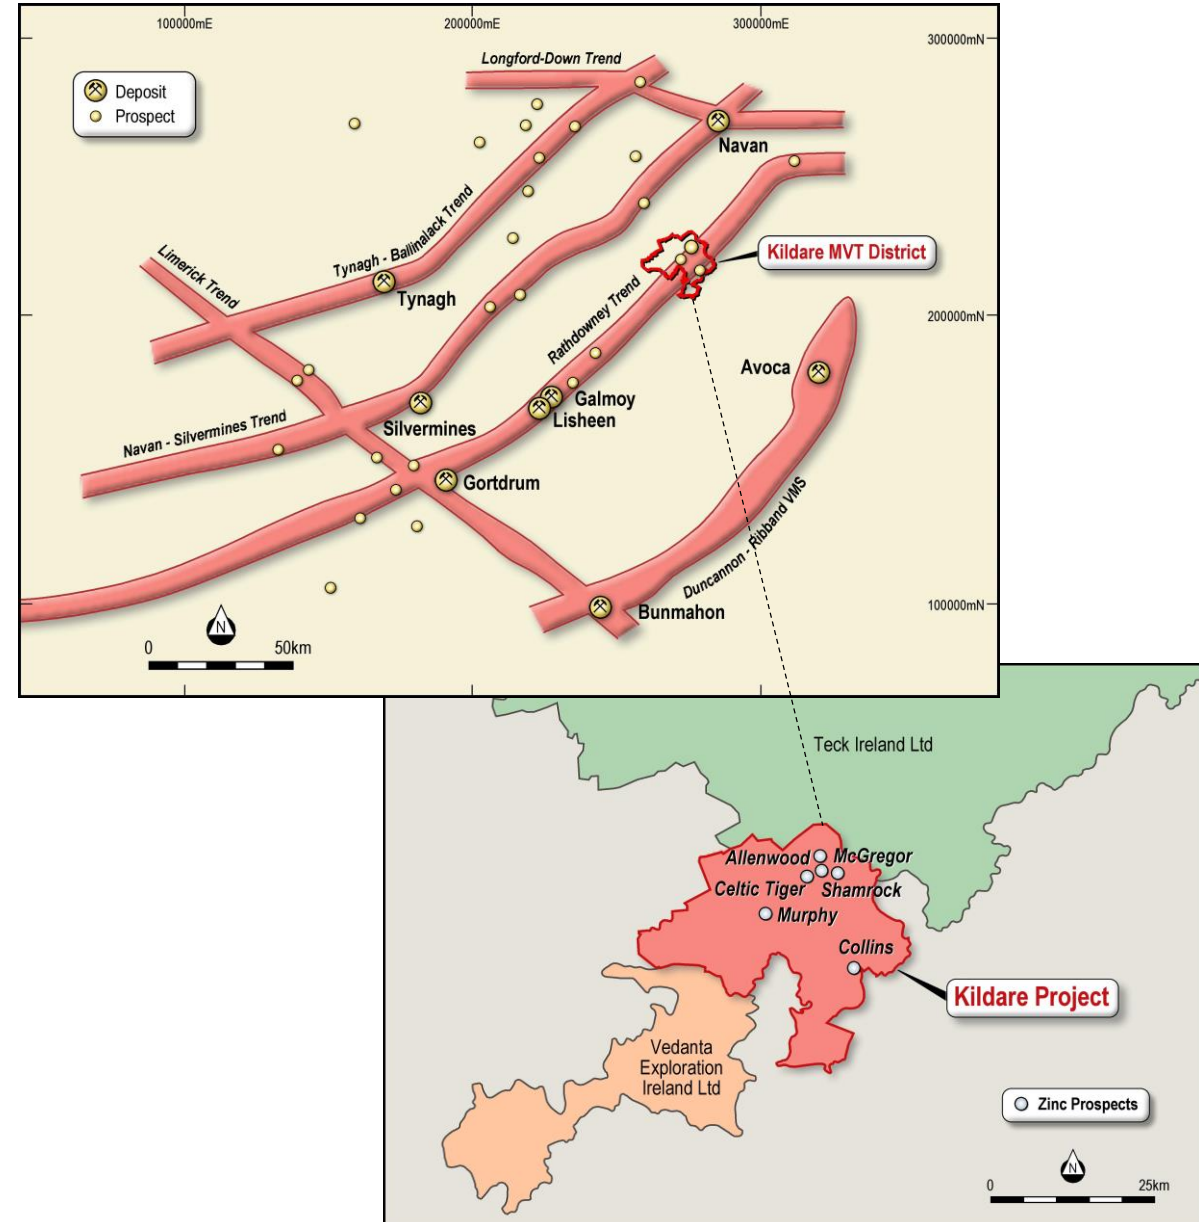 100000mE
200000mE
300000mE
300000mN
Longford-Down Trend
Deposit
Prospect
Navan
Tynagh - Ballinalack Trend
Limerick Trend
Kildare MVT District
Tynagh
Rathdowney Trend
200000mN
Avoca
Galmoy
Lisheen
Silvermines
Navan - Silvermines Trend
Gortdrum
Duncannon - Ribband VMS
Bunmahon
100000mN
N
0 50km
Teck Ireland Ltd
Allenwood
McGregor
Celtic Tiger
Shamrock
Murphy
Collins
Kildare Project
Vedanta
Exploration
Ireland Ltd
Zinc Prospects
N
0 25km